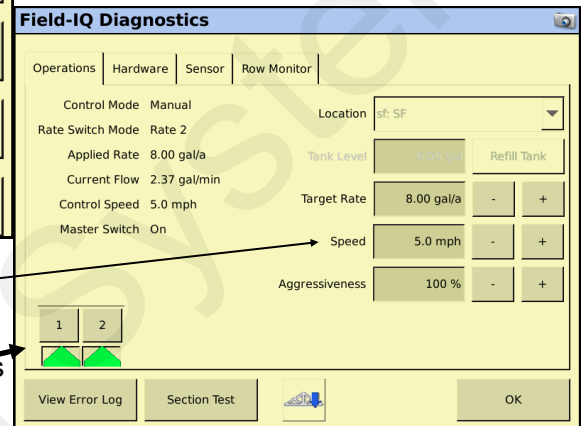 Field-IQ Diagnostics
Operations Hardware Sensor Row Monitor
Control Mode Manual
Rate Switch Mode Rate 2
Applied Rate 8.00 gal/a
Current Flow 2.37 gal/min
Control Speed 5.0 mph
Master Switch On
Location sf: SF
Tank Level gal Refill Tank
Target Rate 8.00 gal/a - +
Speed 5.0 mph - +
Aggressiveness 100 % - +
1 2
s
View Error Log Section Test OK